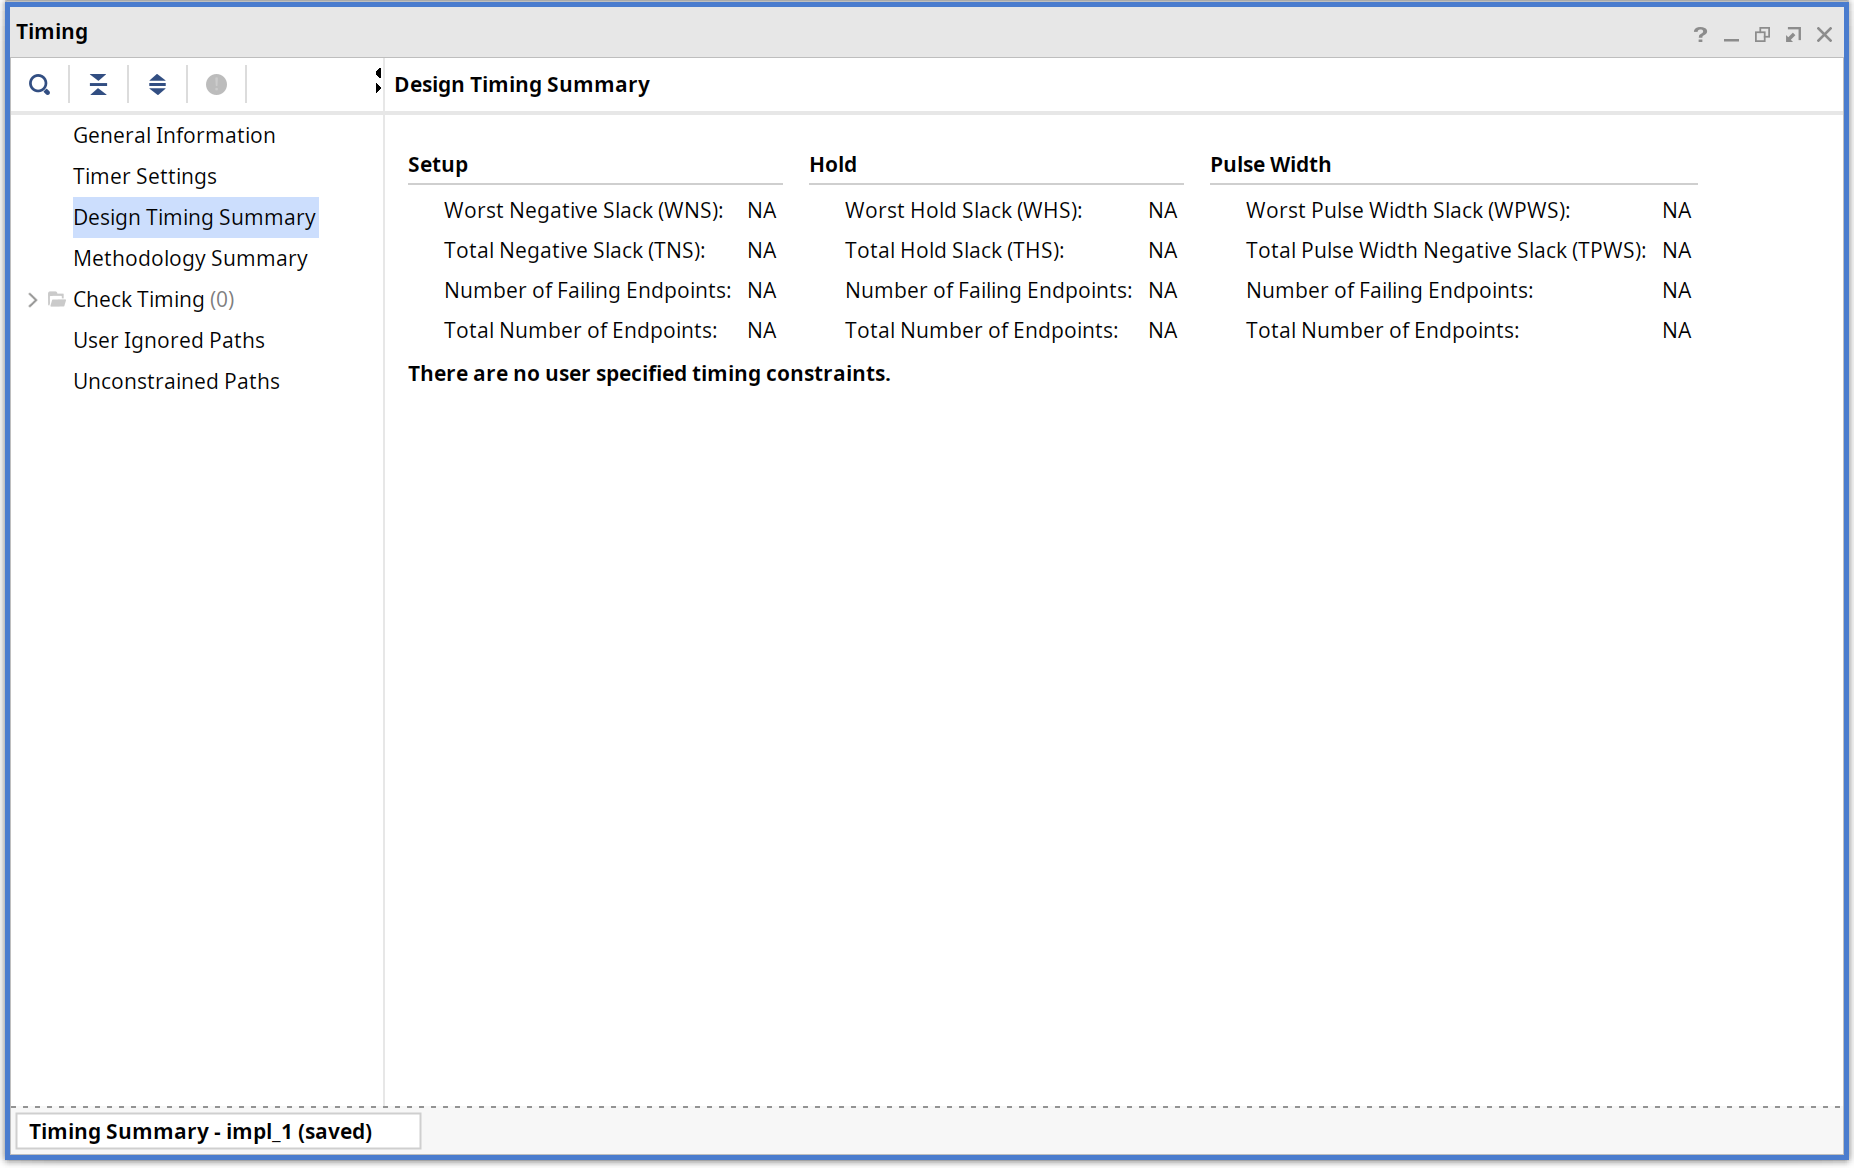 Timing
Design Timing Summary
General Information
Timer Settings
Design Timing Summary
Methodology Summary
Check Timing (0)
User Ignored Paths
Unconstrained Paths
Setup
Worst Negative Slack (WNS): NA
Total Negative Slack (TNS): NA
Number of Failing Endpoints: NA
Total Number of Endpoints: NA
Hold
Worst Hold Slack (WHS): NA
Total Hold Slack (THS): NA
Number of Failing Endpoints: NA
Total Number of Endpoints: NA
Pulse Width
Worst Pulse Width Slack (WPWS): NA
Total Pulse Width Negative Slack (TPWS): NA
Number of Failing Endpoints: NA
Total Number of Endpoints: NA
There are no user specified timing constraints.
Timing Summary - impl_1 (saved)